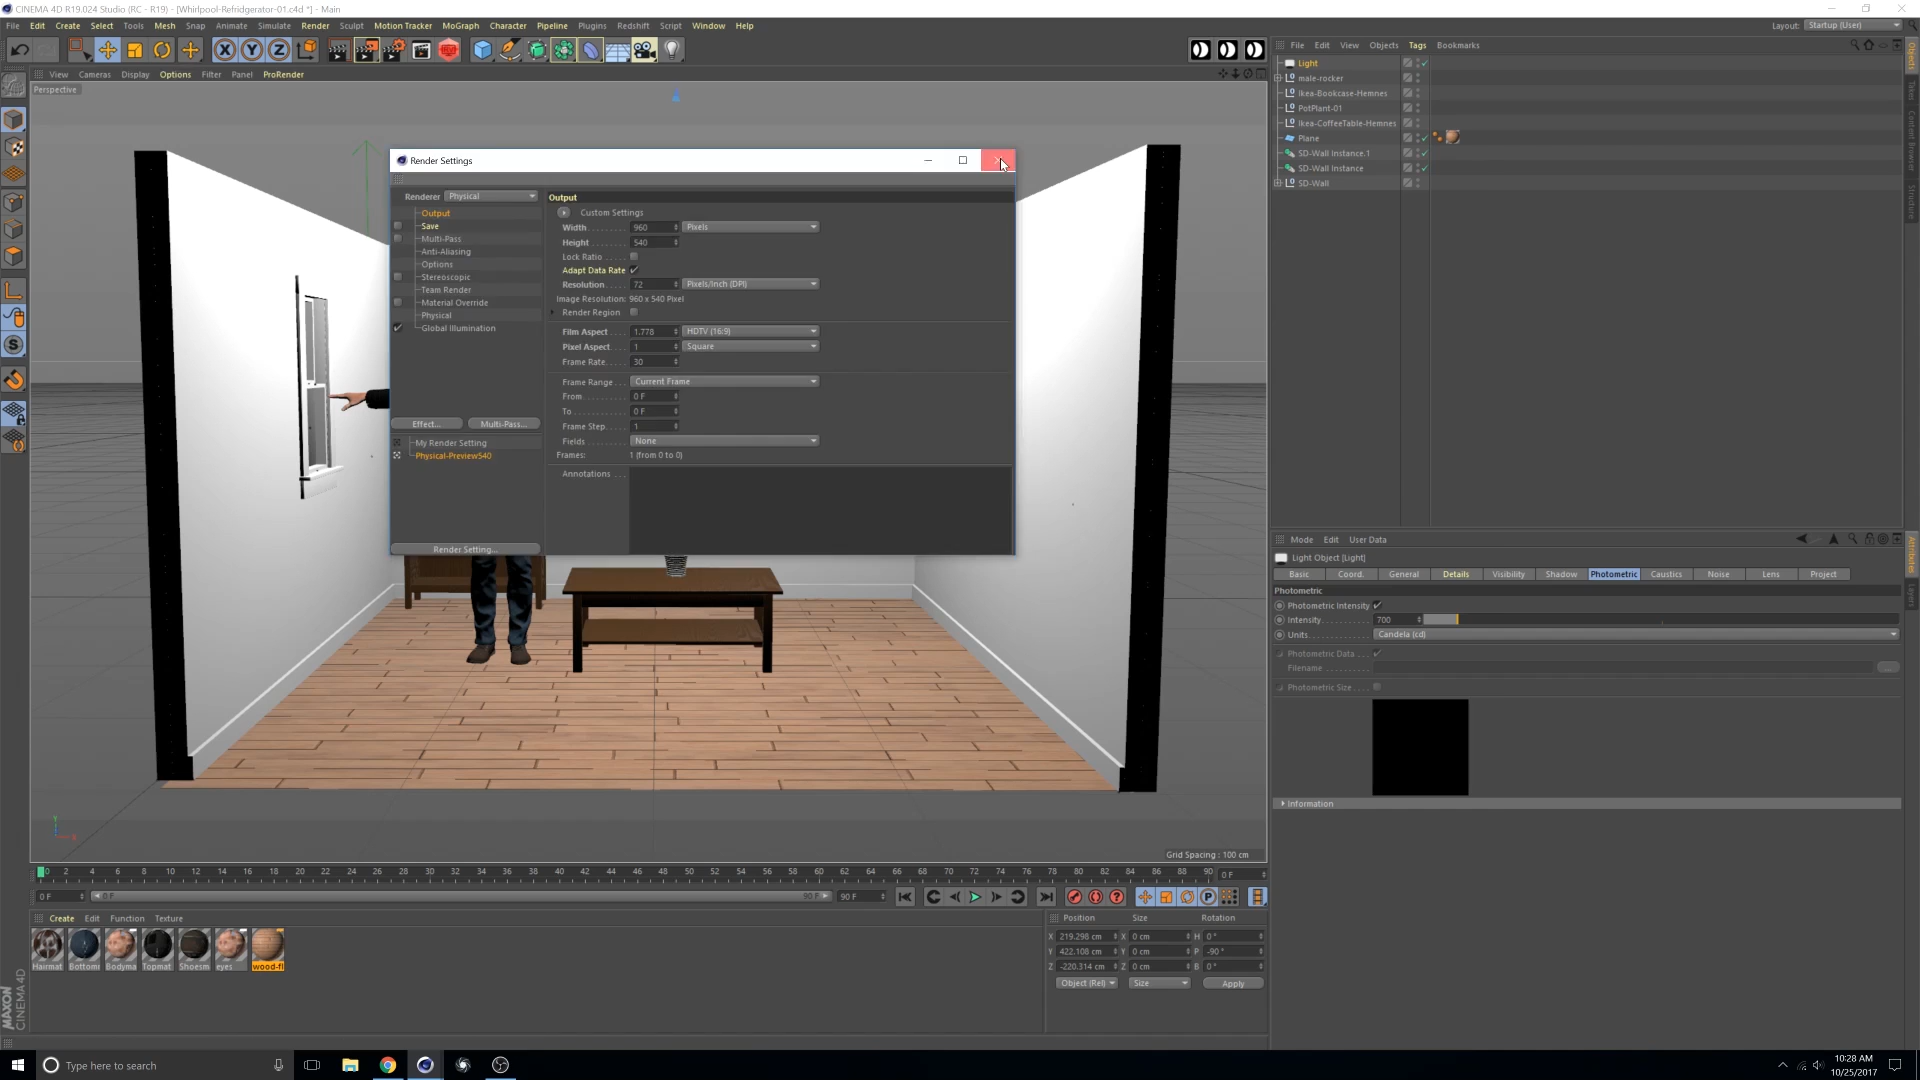 CINEMA 4D R19.024 Studio (RC - R19) - [Whirlpool-Refridgerator-01.c4d *] - Main
File Edit Create Select Tools Mesh Snap Animate Simulate Render Sculpt Motion Tracker MoGraph Character Pipeline Plugins Redshift Script Window Help
Layout: Startup (User)
X Y Z
File Edit View Objects Tags Bookmarks
View Cameras Display Options Filter Panel ProRender
Perspective
Light
male-rocker
Ikea-Bookcase-Hemnes
PotPlant-01
Ikea-CoffeeTable-Hemnes
Plane
SD-Wall Instance.1
SD-Wall Instance
SD-Wall
Objects
Takes
Content Browser
Structure
Render Settings
Renderer Physical
Output
Save
Multi-Pass
Anti-Aliasing
Options
Stereoscopic
Team Render
Material Override
Physical
Global Illumination
Effect... Multi-Pass...
My Render Setting
Physical-Preview540
Render Setting...
Output
Custom Settings
Width 960 Pixels
Height 540
Lock Ratio
Adapt Data Rate
Resolution 72 Pixels/Inch (DPI)
Image Resolution: 960 x 540 Pixel
Render Region
Film Aspect 1.778 HDTV (16:9)
Pixel Aspect 1 Square
Frame Rate 30
Frame Range Current Frame
From 0 F
To 0 F
Frame Step 1
Fields None
Frames: 1 (from 0 to 0)
Annotations
Mode Edit User Data
Light Object [Light]
Basic Coord. General Details Visibility Shadow Photometric Caustics Noise Lens Project
Photometric
Photometric Intensity
Intensity 700
Units Candela (cd)
Photometric Data
Filename
Photometric Size
Information
Attributes
Layers
Grid Spacing : 100 cm
0 2 4 6 8 10 12 14 16 18 20 22 24 26 28 30 32 34 36 38 40 42 44 46 48 50 52 54 56 58 60 62 64 66 68 70 72 74 76 78 80 82 84 86 88 90 0 F
0 F 0 F 90 F 90 F
Create Edit Function Texture
Hairmat Bottomi Bodyma Topmat Shoesm eyes wood-fl
Position Size Rotation
X 219.298 cm X 0 cm H 0 °
Y 422.108 cm Y 0 cm P -90 °
Z -220.314 cm Z 0 cm B 0 °
Object (Rel) Size Apply
MAXON
CINEMA 4D
Type here to search
10:28 AM
10/25/2017